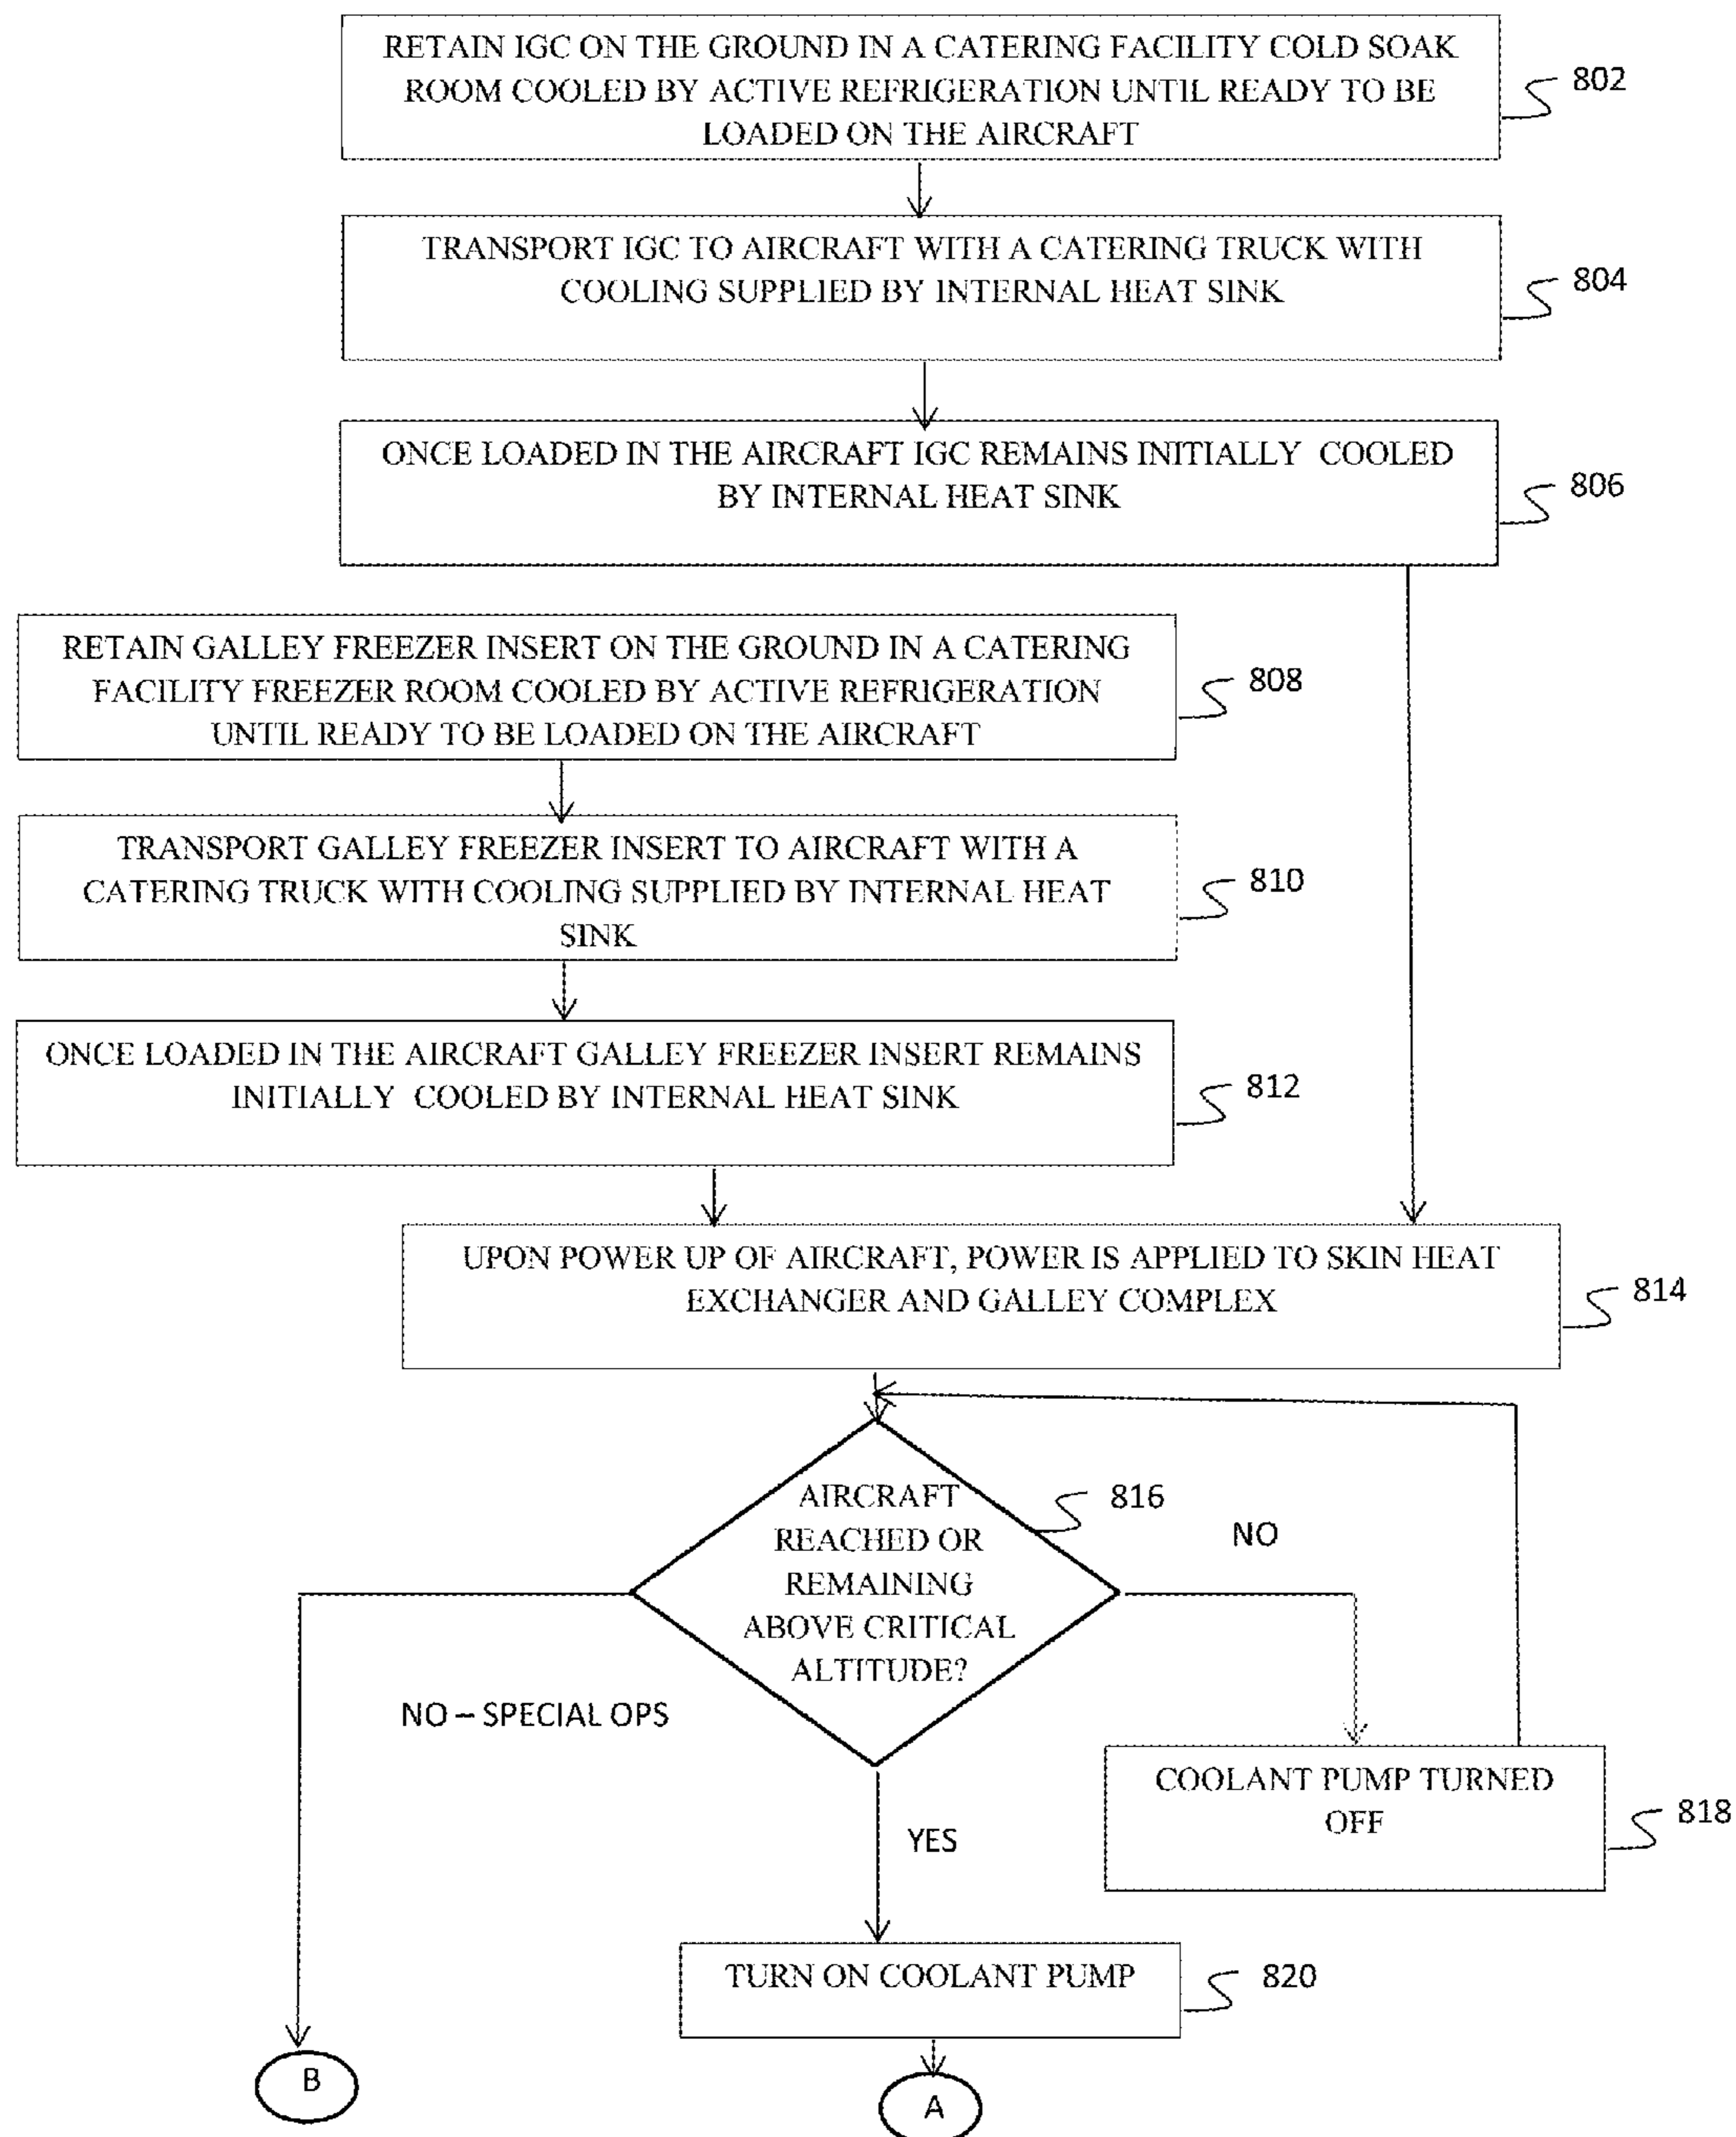 RETAIN IGC ON THE GROUND IN A CATERING FACILITY COLD SOAK
ROOM COOLED BY ACTIVE REFRIGERATION UNTIL READY TO BE
LOADED ON THE AIRCRAFT
802
TRANSPORT IGC TO AIRCRAFT WITH A CATERING TRUCK WITH
COOLING SUPPLIED BY INTERNAL HEAT SINK
804
ONCE LOADED IN THE AIRCRAFT IGC REMAINS INITIALLY COOLED
BY INTERNAL HEAT SINK
806
RETAIN GALLEY FREEZER INSERT ON THE GROUND IN A CATERING
FACILITY FREEZER ROOM COOLED BY ACTIVE REFRIGERATION
UNTIL READY TO BE LOADED ON THE AIRCRAFT
808
TRANSPORT GALLEY FREEZER INSERT TO AIRCRAFT WITH A
CATERING TRUCK WITH COOLING SUPPLIED BY INTERNAL HEAT
SINK
810
ONCE LOADED IN THE AIRCRAFT GALLEY FREEZER INSERT REMAINS
INITIALLY COOLED BY INTERNAL HEAT SINK
812
UPON POWER UP OF AIRCRAFT, POWER IS APPLIED TO SKIN HEAT
EXCHANGER AND GALLEY COMPLEX
814
AIRCRAFT
REACHED OR
REMAINING
ABOVE CRITICAL
ALTITUDE?
816
NO
NO – SPECIAL OPS
COOLANT PUMP TURNED
OFF
818
YES
TURN ON COOLANT PUMP
820
B
A